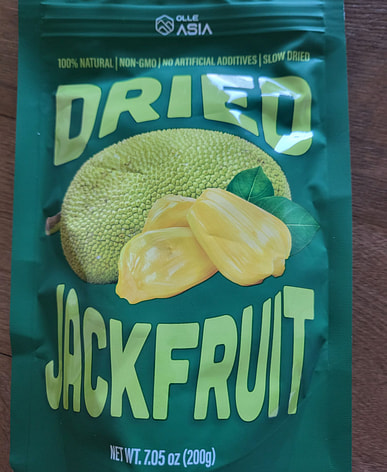 OLLE
ASIA
100% NATURAL | NON-GMO | NO ARTIFICIAL ADDITIVES | SLOW DRIED
DRIED
JACKFRUIT
NET WT. 7.05 oz (200g)